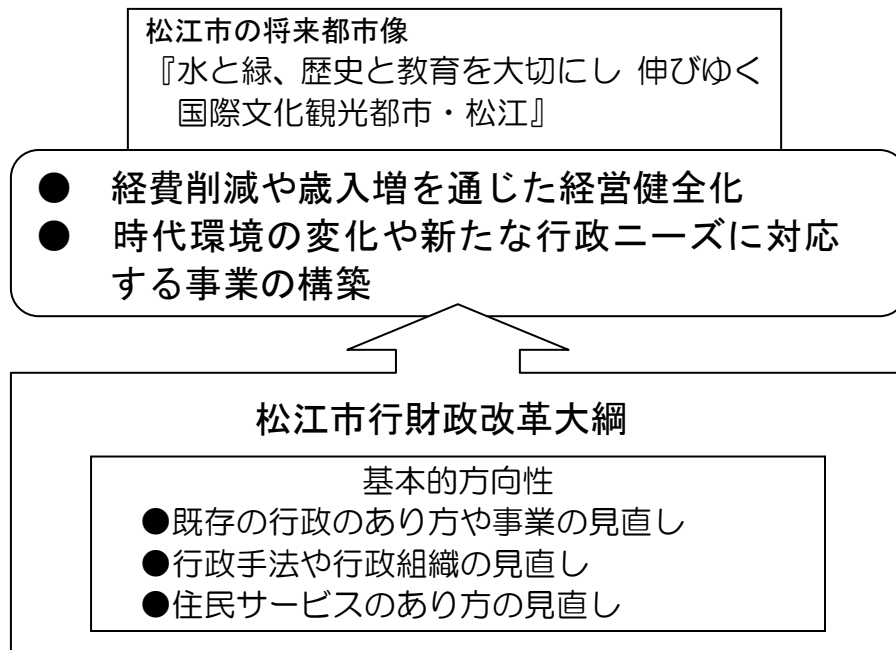 松江市の将来都市像
『水と緑、歴史と教育を大切にし 伸びゆく
国際文化観光都市・松江』
● 経費削減や歳入増を通じた経営健全化
● 時代環境の変化や新たな行政ニーズに対応
する事業の構築
松江市行財政改革大綱
基本的方向性
●既存の行政のあり方や事業の見直し
●行政手法や行政組織の見直し
●住民サービスのあり方の見直し